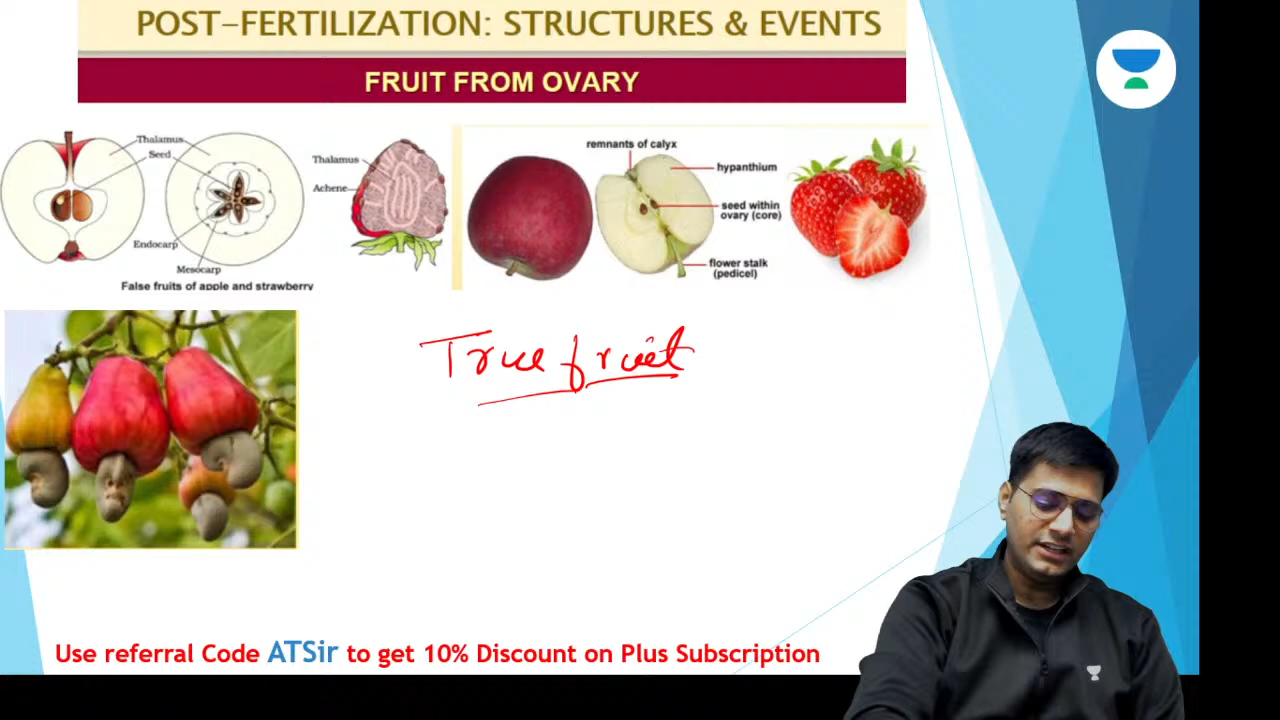 POST-FERTILIZATION: STRUCTURES & EVENTS
FRUIT FROM OVARY
Thalamus
Seed
Endocarp
Mesocarp
False fruits of apple and strawberry
Thalamus
Achene
remnants of calyx
hypanthium
seed within
ovary (core)
flower stalk
(pedicel)
True fruit
Use referral Code ATSir to get 10% Discount on Plus Subscription